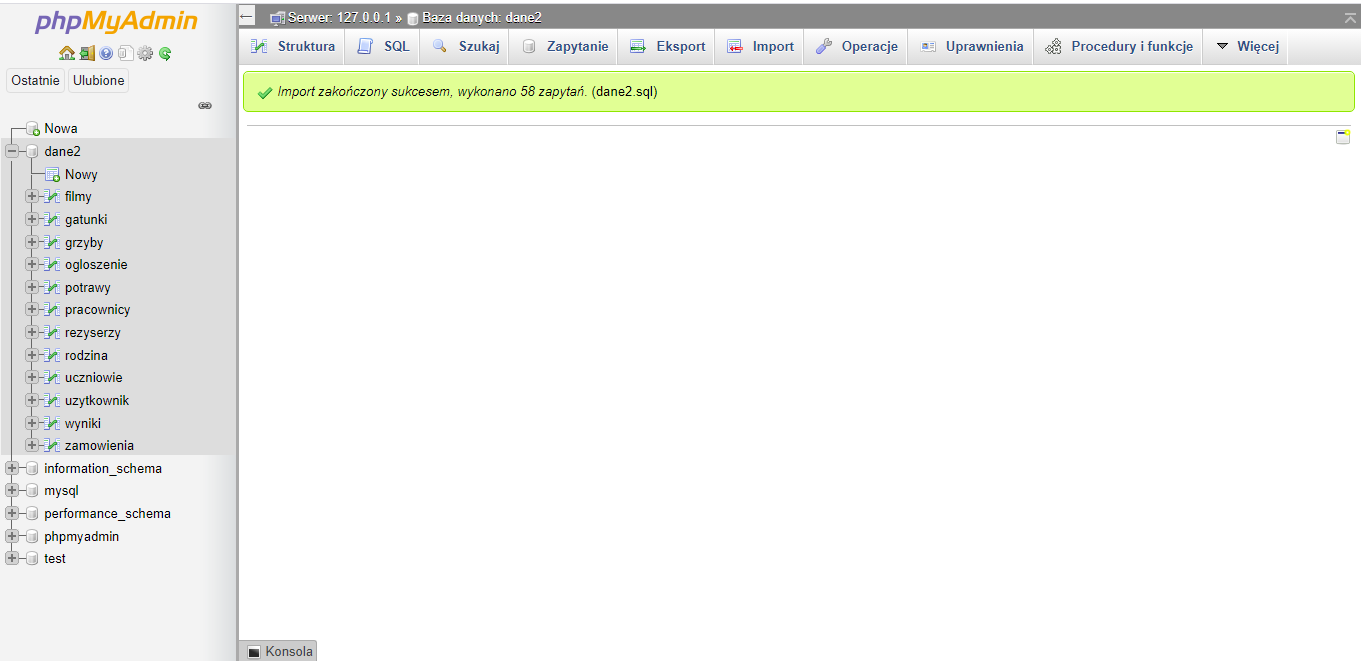 phpMyAdmin
Ostatnie Ulubione
Nowa
dane2
Nowy
filmy
gatunki
grzyby
ogloszenie
potrawy
pracownicy
rezyserzy
rodzina
uczniowie
uzytkownik
wyniki
zamowienia
information_schema
mysql
performance_schema
phpmyadmin
test
Serwer: 127.0.0.1 » Baza danych: dane2
Struktura SQL Szukaj Zapytanie Eksport Import Operacje Uprawnienia Procedury i funkcje Więcej
Import zakończony sukcesem, wykonano 58 zapytań. (dane2.sql)
Konsola